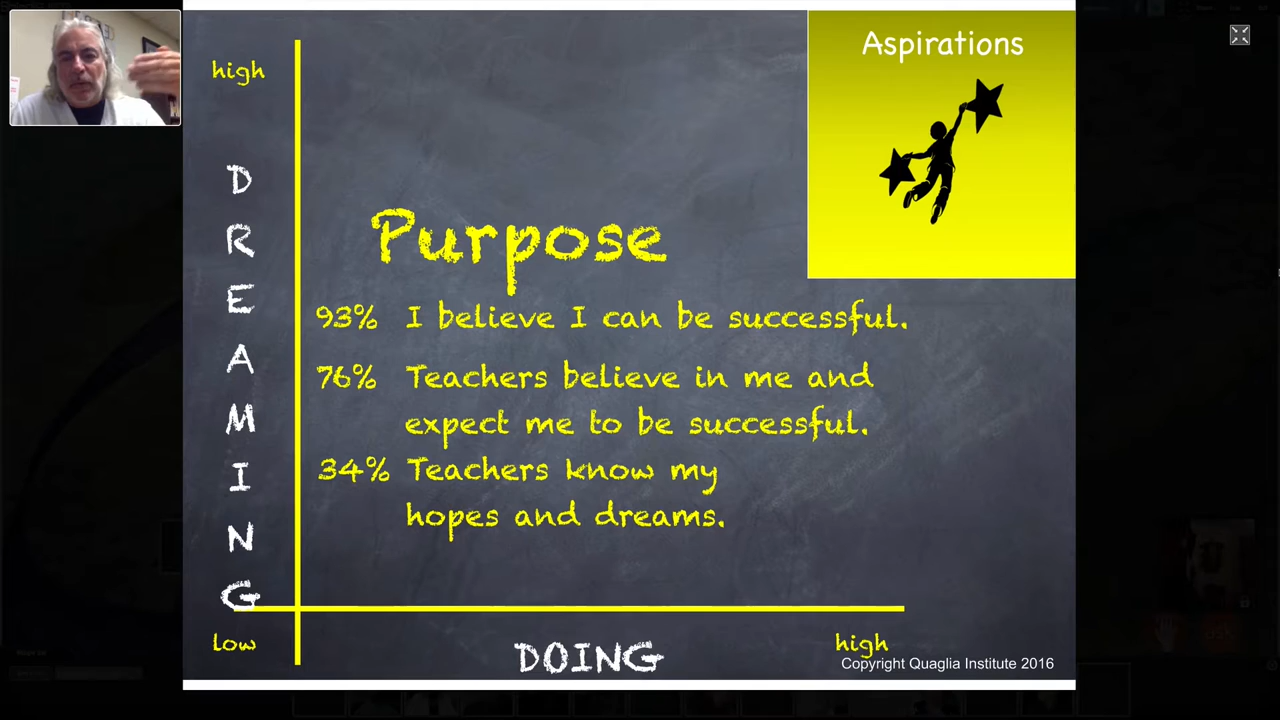 Aspirations
high
DREAMING
Purpose
93% I believe I can be successful.
76% Teachers believe in me and
expect me to be successful.
34% Teachers know my
hopes and dreams.
low
DOING
high
Copyright Quaglia Institute 2016